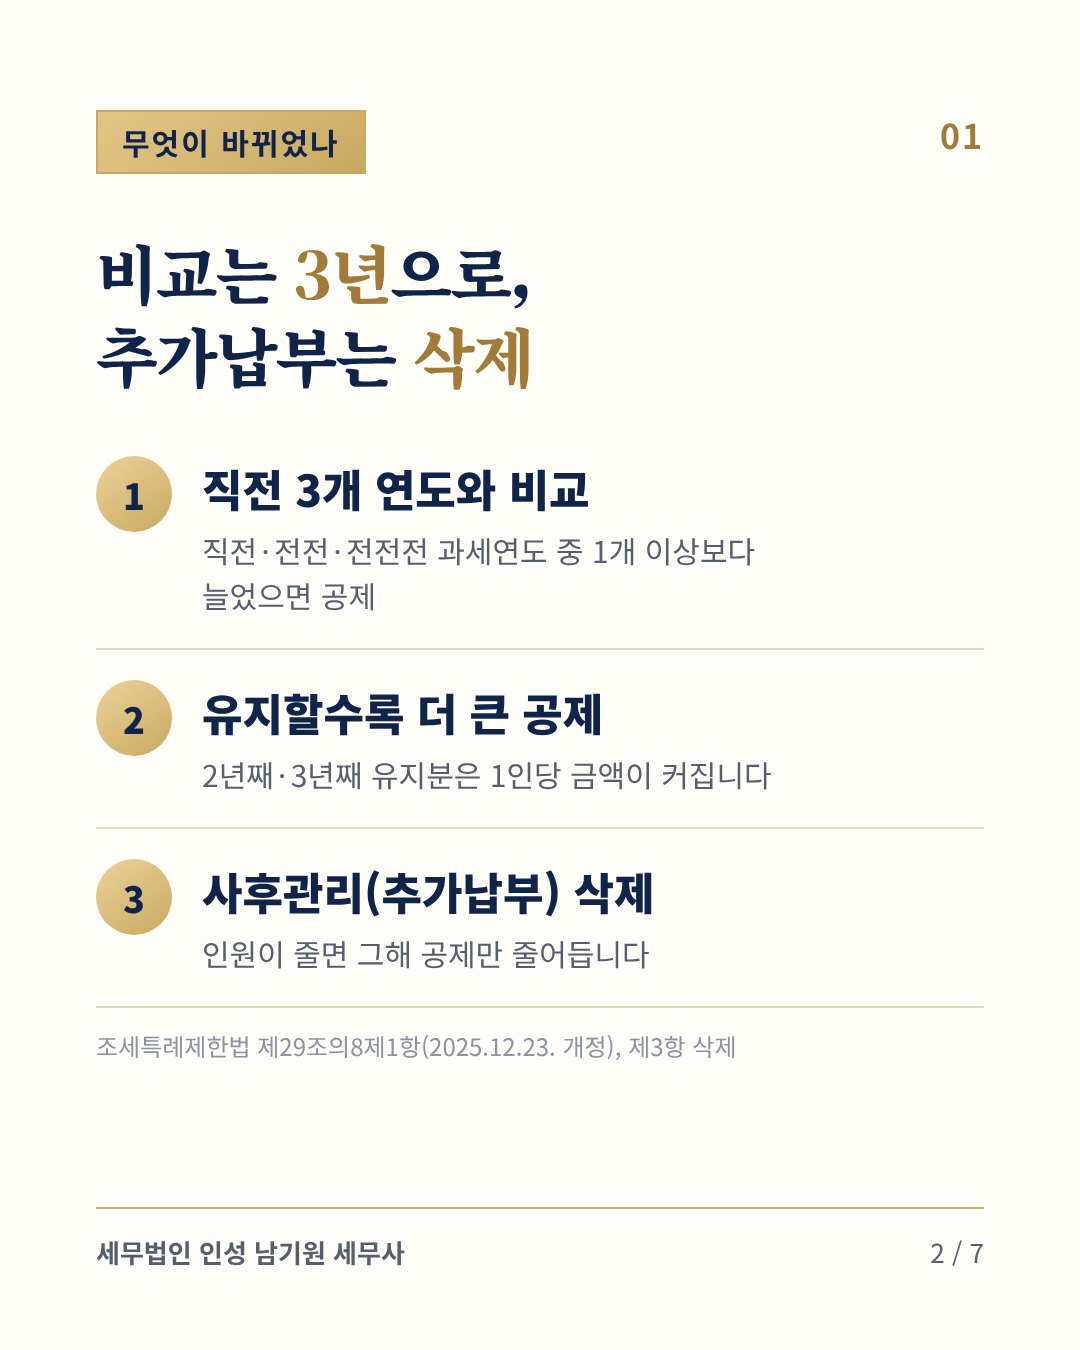 무엇이 바뀌었나
01
비교는 3년으로,
추가납부는 삭제
1
직전 3개 연도와 비교
직전·전전·전전전 과세연도 중 1개 이상보다
늘었으면 공제
2
유지할수록 더 큰 공제
2년째·3년째 유지분은 1인당 금액이 커집니다
3
사후관리(추가납부) 삭제
인원이 줄면 그해 공제만 줄어듭니다
조세특례제한법 제29조의8제1항(2025.12.23. 개정), 제3항 삭제
세무법인 인성 남기원 세무사
2 / 7